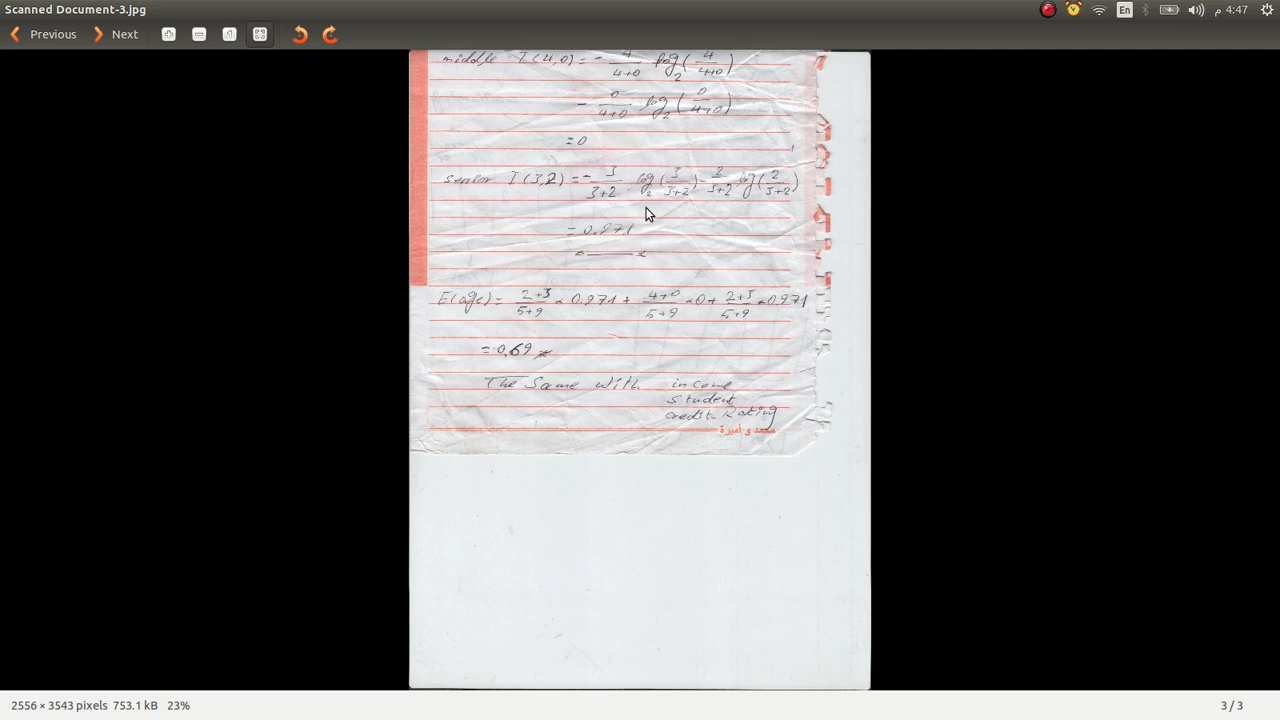 Scanned Document-3.jpg
En
4:47 م
Previous
Next
middle I(4,0) = - 4/4+0 log₂(4/4+0)
- 0/4+0 log₂(0/4+0)
= 0
senior I(3,2) = - 3/3+2 log₂(3/3+2) - 2/3+2 log(2/3+2)
= 0.971
E(age) = 2+3/5+9 * 0.971 + 4+0/5+9 * 0 + 2+3/5+9 * 0.971
= 0.69
The Same with income
student
credit-Rating
محمد و أميرة
2556 × 3543 pixels 753.1 kB 23%
3 / 3